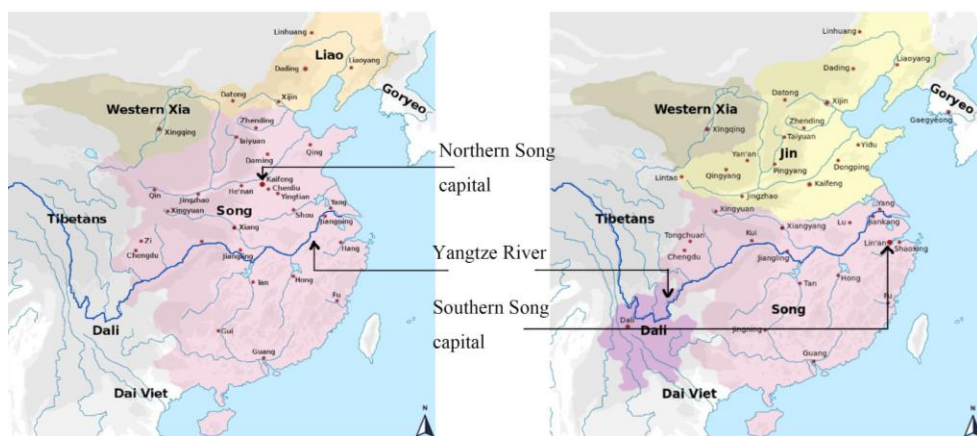 Linhuang
Liao
Dading
Liaoyang
Datong
Xijin
Goryeo
Western Xia
Zhending
Xingqing
Taiyuan
Qing
Daming
Kaifeng
Chenliu
Qin
He'nan
Jingzhao
Yingtian
Tibetans
Xingyuan
Song
Shou
Yang
Jiangning
Zi
Xiang
Chengdu
Jiangling
Hang
Hong
Tan
Fu
Dali
Gui
Guang
Dai Viet
N
Northern Song
capital
Yangtze River
Southern Song
capital
Linhuang
Dading
Liaoyang
Datong
Xijin
Goryeo
Gaegyeong
Western Xia
Zhending
Xingqing
Taiyuan
Jin
Yidu
Yan'an
Dongping
Lintao
Qingyang
Pingyang
Kaifeng
Jingzhao
Tibetans
Xingyuan
Yang
Lu
Xiangyang
Jiankang
Tongchuan
Kui
Lin'an
Shaoxing
Chengdu
Jiangling
Hong
Tan
Fu
Song
Dali
Dali
Jingning
Guang
Dai Viet
N